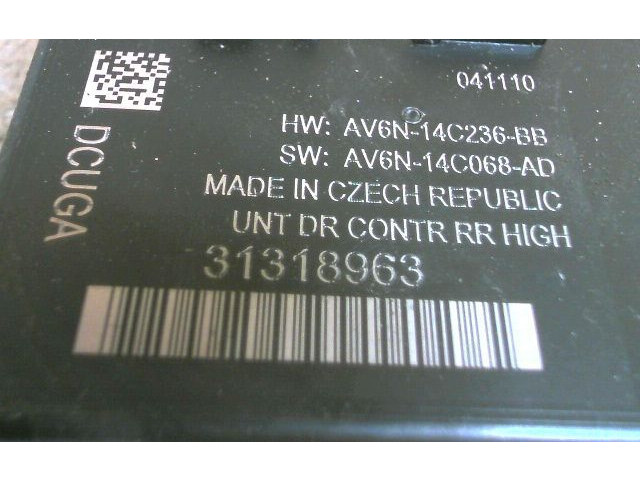 041110
HW: AV6N-14C236-BB
SW: AV6N-14C068-AD
MADE IN CZECH REPUBLIC
UNT DR CONTR RR HIGH
31318963
DCUGA